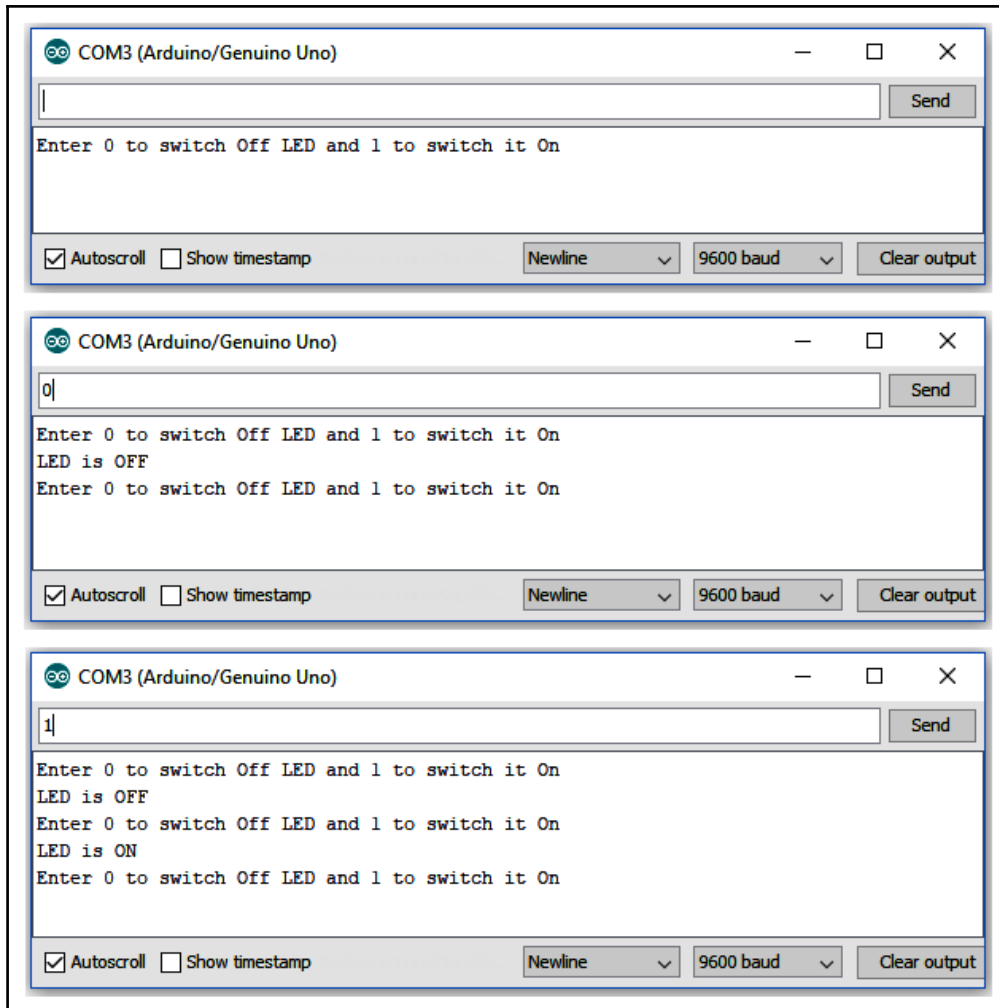 COM3 (Arduino/Genuino Uno)
Send
Enter 0 to switch Off LED and 1 to switch it On
Autoscroll Show timestamp Newline 9600 baud Clear output
COM3 (Arduino/Genuino Uno)
0 Send
Enter 0 to switch Off LED and 1 to switch it On
LED is OFF
Enter 0 to switch Off LED and 1 to switch it On
Autoscroll Show timestamp Newline 9600 baud Clear output
COM3 (Arduino/Genuino Uno)
1 Send
Enter 0 to switch Off LED and 1 to switch it On
LED is OFF
Enter 0 to switch Off LED and 1 to switch it On
LED is ON
Enter 0 to switch Off LED and 1 to switch it On
Autoscroll Show timestamp Newline 9600 baud Clear output